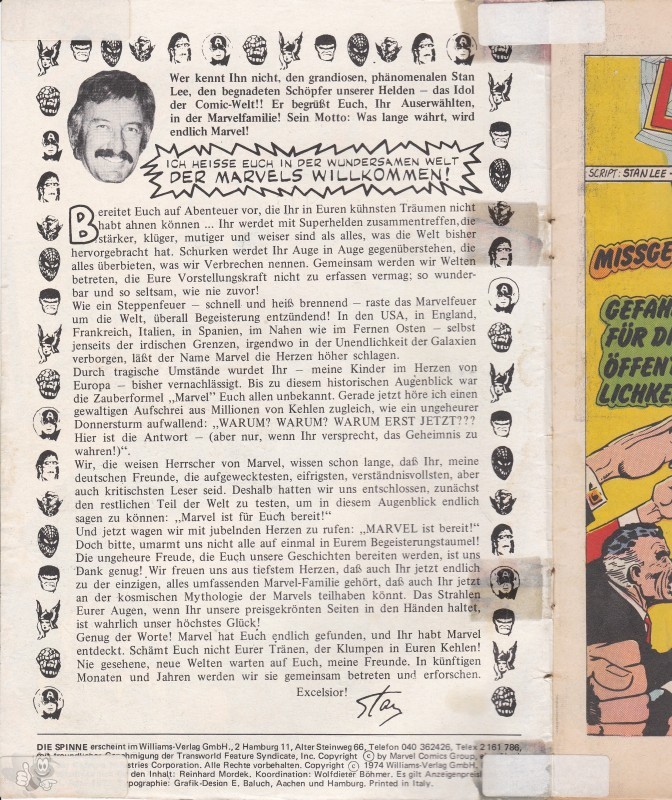 Wer kennt Ihn nicht, den grandiosen, phänomenalen Stan
Lee, den begnadeten Schöpfer unserer Helden – das Idol
der Comic-Welt!! Er begrüßt Euch, Ihr Auserwählten,
in der Marvelfamilie! Sein Motto: Was lange währt, wird
endlich Marvel!
ICH HEISSE EUCH IN DER WUNDERSAMEN WELT
DER MARVELS WILLKOMMEN!
Bereitet Euch auf Abenteuer vor, die Ihr in Euren kühnsten Träumen nicht
habt ahnen können ... Ihr werdet mit Superhelden zusammentreffen, die
stärker, klüger, mutiger und weiser sind als alles, was die Welt bisher
hervorgebracht hat. Schurken werdet Ihr Auge in Auge gegenüberstehen, die
alles überbieten, was wir Verbrechen nennen. Gemeinsam werden wir Welten
betreten, die Eure Vorstellungskraft nicht zu erfassen vermag; so wunder-
bar und so seltsam, wie nie zuvor!
Wie ein Steppenfeuer – schnell und heiß brennend – raste das Marvelfeuer
um die Welt, überall Begeisterung entzündend! In den USA, in England,
Frankreich, Italien, in Spanien, im Nahen wie im Fernen Osten – selbst
jenseits der irdischen Grenzen, irgendwo in der Unendlichkeit der Galaxien
verborgen, läßt der Name Marvel die Herzen höher schlagen.
Durch tragische Umstände wurdet Ihr – meine Kinder im Herzen von
Europa – bisher vernachlässigt. Bis zu diesem historischen Augenblick war
die Zauberformel „Marvel" Euch allen unbekannt. Gerade jetzt höre ich einen
gewaltigen Aufschrei aus Millionen von Kehlen zugleich, wie ein ungeheurer
Donnersturm aufwallend: „WARUM? WARUM? WARUM ERST JETZT???
Hier ist die Antwort – (aber nur, wenn Ihr versprecht, das Geheimnis zu
wahren!)".
Wir, die weisen Herrscher von Marvel, wissen schon lange, daß Ihr, meine
deutschen Freunde, die aufgewecktesten, eifrigsten, verständnisvollsten, aber
auch kritischsten Leser seid. Deshalb hatten wir uns entschlossen, zunächst
den restlichen Teil der Welt zu testen, um in diesem Augenblick endlich
sagen zu können: „Marvel ist für Euch bereit!"
Und jetzt wagen wir mit jubelnden Herzen zu rufen: „MARVEL ist bereit!"
Doch bitte, umarmt uns nicht alle auf einmal in Eurem Begeisterungstaumel!
Die ungeheure Freude, die Euch unsere Geschichten bereiten werden, ist uns
Dank genug! Wir freuen uns aus tiefstem Herzen, daß auch Ihr jetzt endlich
zu der einzigen, alles umfassenden Marvel-Familie gehört, daß auch Ihr jetzt
an der kosmischen Mythologie der Marvels teilhaben könnt. Das Strahlen
Eurer Augen, wenn Ihr unsere preisgekrönten Seiten in den Händen haltet,
ist wahrlich unser höchstes Glück!
Genug der Worte! Marvel hat Euch endlich gefunden, und Ihr habt Marvel
entdeckt. Schämt Euch nicht Eurer Tränen, der Klumpen in Euren Kehlen!
Nie gesehene, neue Welten warten auf Euch, meine Freunde. In künftigen
Monaten und Jahren werden wir sie gemeinsam betreten und erforschen.
Excelsior!
Stan
DIE SPINNE erscheint im Williams-Verlag GmbH., 2 Hamburg 11, Alter Steinweg 66, Telefon 040 362426, Telex 2 161 786,
Genehmigung der Transworld Feature Syndicate, Inc. Copyright © by Marvel Comics Group,
stries Corporation. Alle Rechte vorbehalten. Copyright © 1974 Williams-Verlag GmbH.
den Inhalt: Reinhard Mordek. Koordination: Wolfdieter Böhmer. Es gilt Anzeigenpreis
pographie: Grafik-Design E. Baluch, Aachen und Hamburg. Printed in Italy.
SCRIPT: STAN LEE -
MISSGE
GEFAH
FÜR DI
ÖFFENT
LICHKE